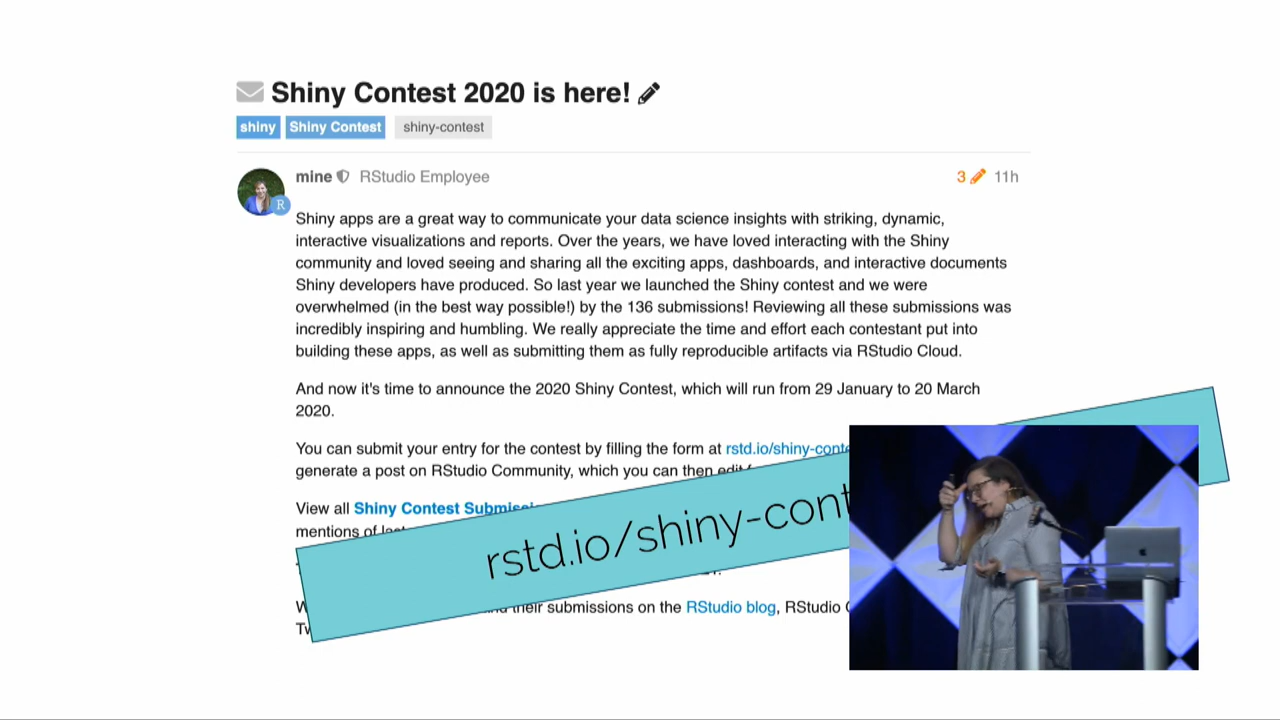 Shiny Contest 2020 is here!
shiny Shiny Contest shiny-contest
mine RStudio Employee 3 11h
R
Shiny apps are a great way to communicate your data science insights with striking, dynamic,
interactive visualizations and reports. Over the years, we have loved interacting with the Shiny
community and loved seeing and sharing all the exciting apps, dashboards, and interactive documents
Shiny developers have produced. So last year we launched the Shiny contest and we were
overwhelmed (in the best way possible!) by the 136 submissions! Reviewing all these submissions was
incredibly inspiring and humbling. We really appreciate the time and effort each contestant put into
building these apps, as well as submitting them as fully reproducible artifacts via RStudio Cloud.
And now it's time to announce the 2020 Shiny Contest, which will run from 29 January to 20 March
2020.
You can submit your entry for the contest by filling the form at rstd.io/shiny-conte
generate a post on RStudio Community, which you can then edit
View all Shiny Contest
mentions of
rstd.io/shiny-cont
their submissions on the RStudio blog, RStudio